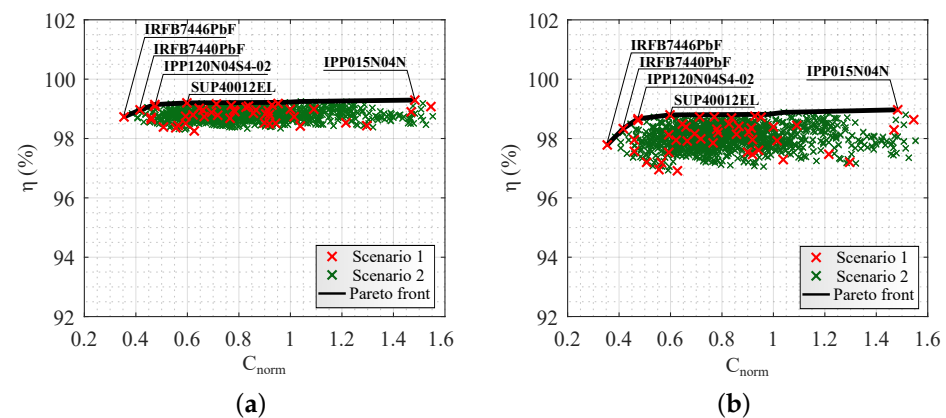 102
100
98
96
94
92
η (%)
IRFB7446PbF
IRFB7440PbF
IPP120N04S4-02
SUP40012EL
IPP015N04N
Scenario 1
Scenario 2
Pareto front
0.2 0.4 0.6 0.8 1 1.2 1.4 1.6
C_norm
(a)
102
100
98
96
94
92
η (%)
IRFB7446PbF
IRFB7440PbF
IPP120N04S4-02
SUP40012EL
IPP015N04N
Scenario 1
Scenario 2
Pareto front
0.2 0.4 0.6 0.8 1 1.2 1.4 1.6
C_norm
(b)